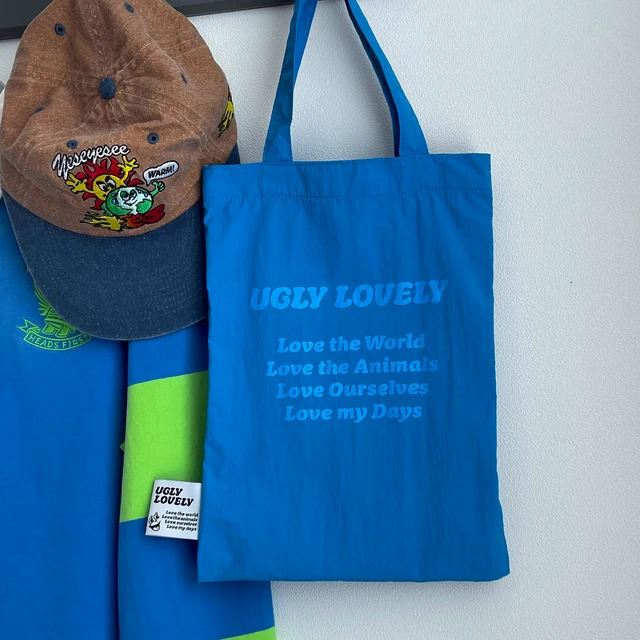 Yeseyesee
WARM!
HEADS FIRST
UGLY LOVELY
Love the World
Love the Animals
Love Ourselves
Love my Days
UGLY
LOVELY
Love the world
Love the animals
Love ourselves
Love my days